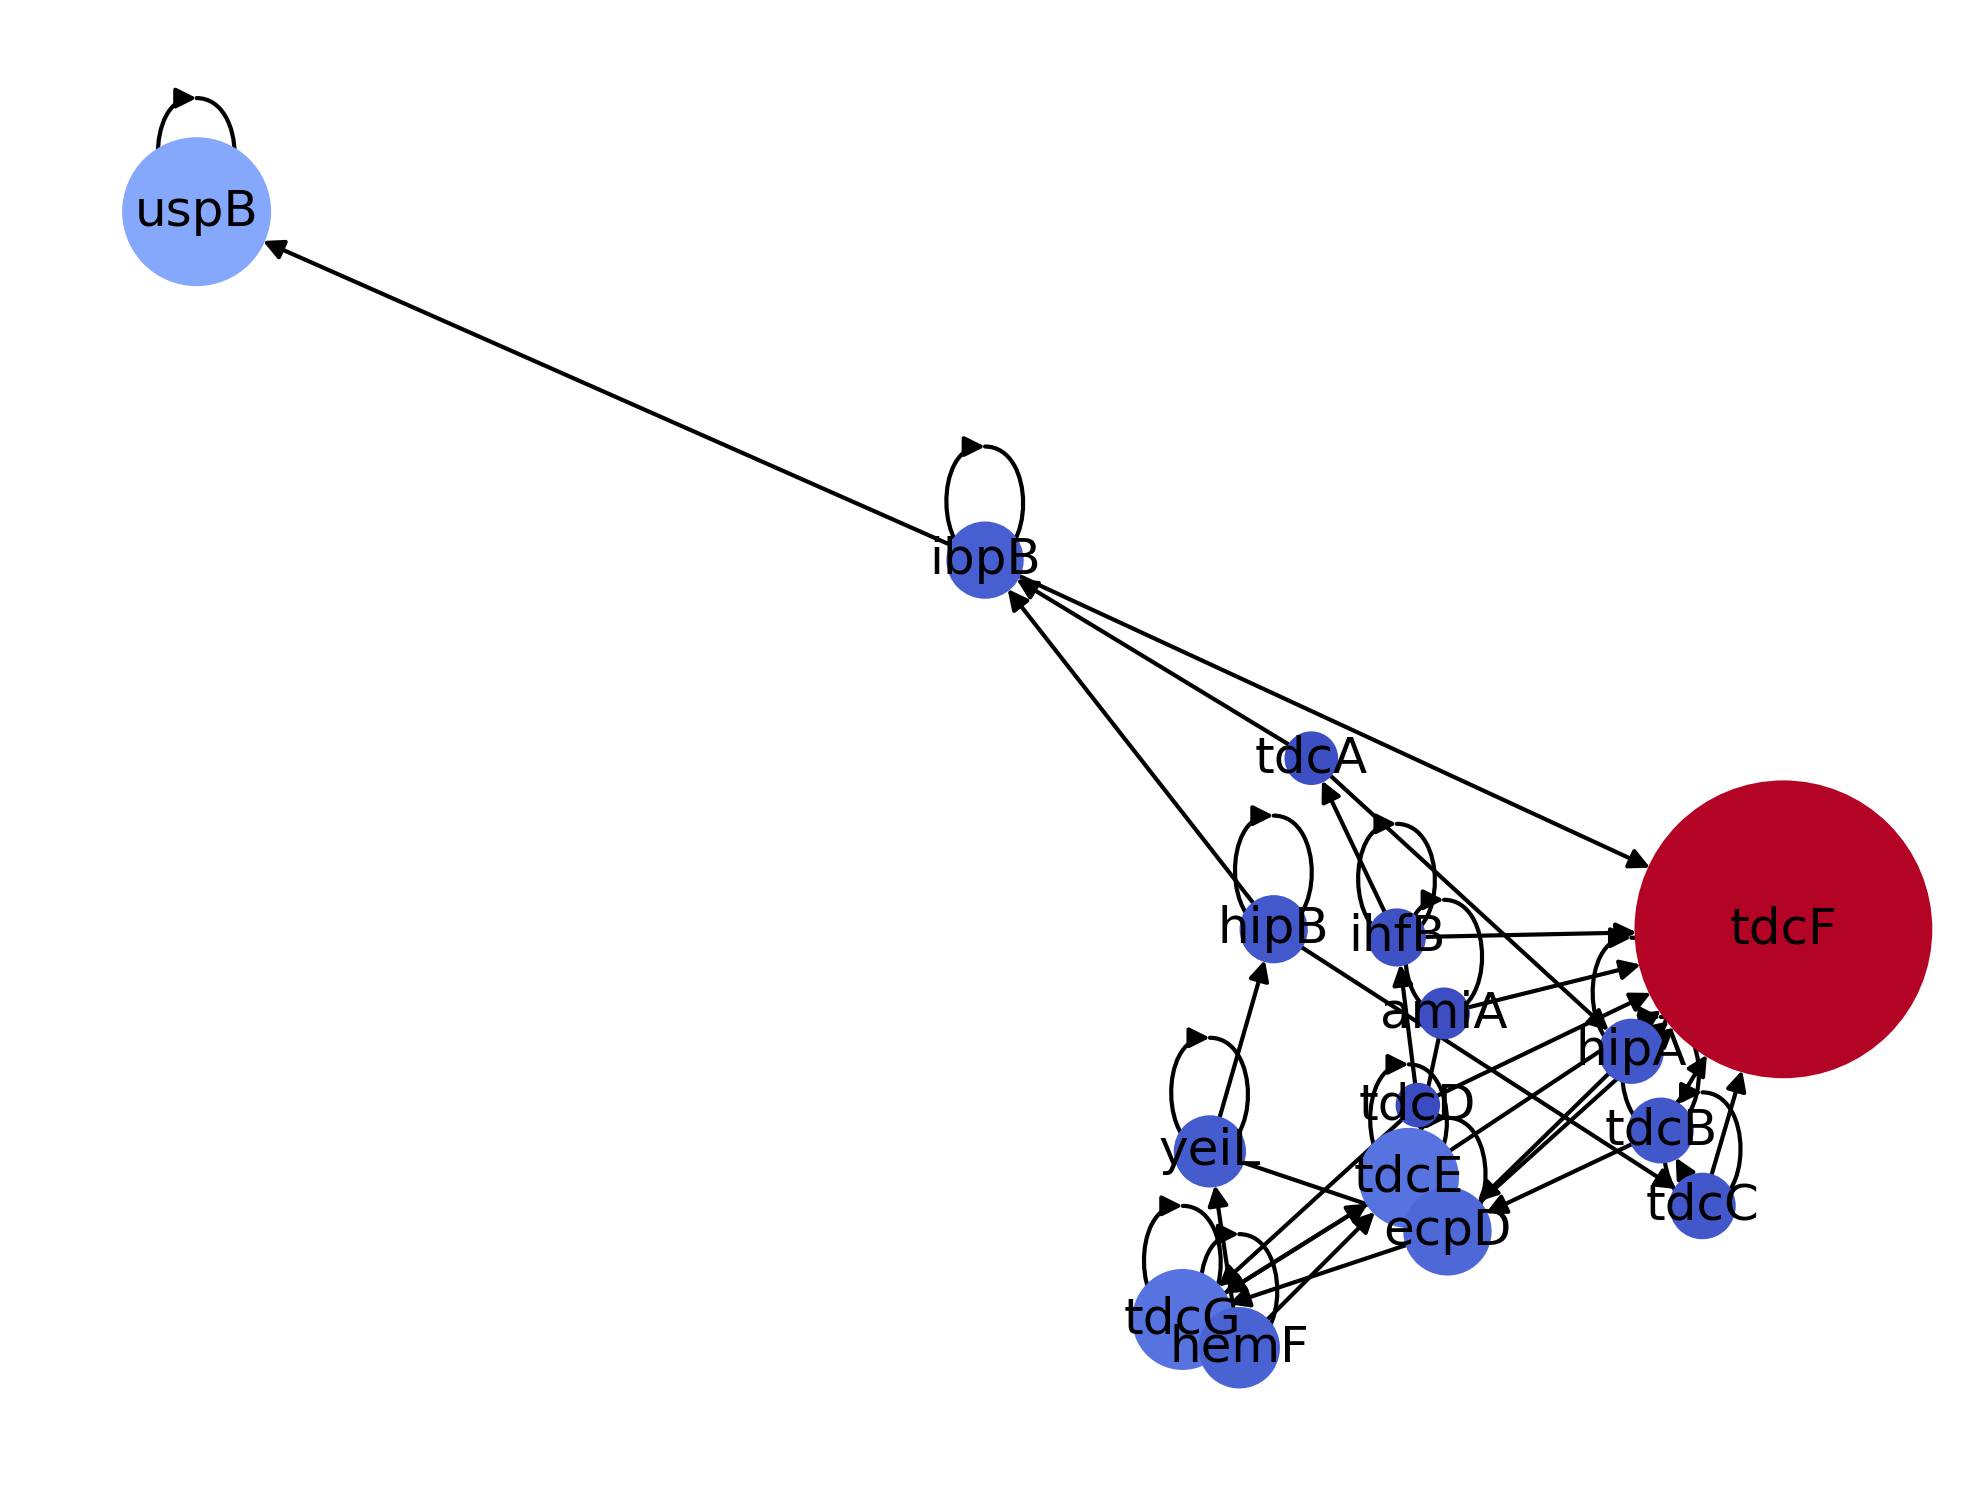 uspB
ibpB
tdcA
hipB
ihfB
tdcF
amiA
hipA
tdcD
tdcB
yeiL
tdcE
tdcC
ecpD
tdcG
hemF